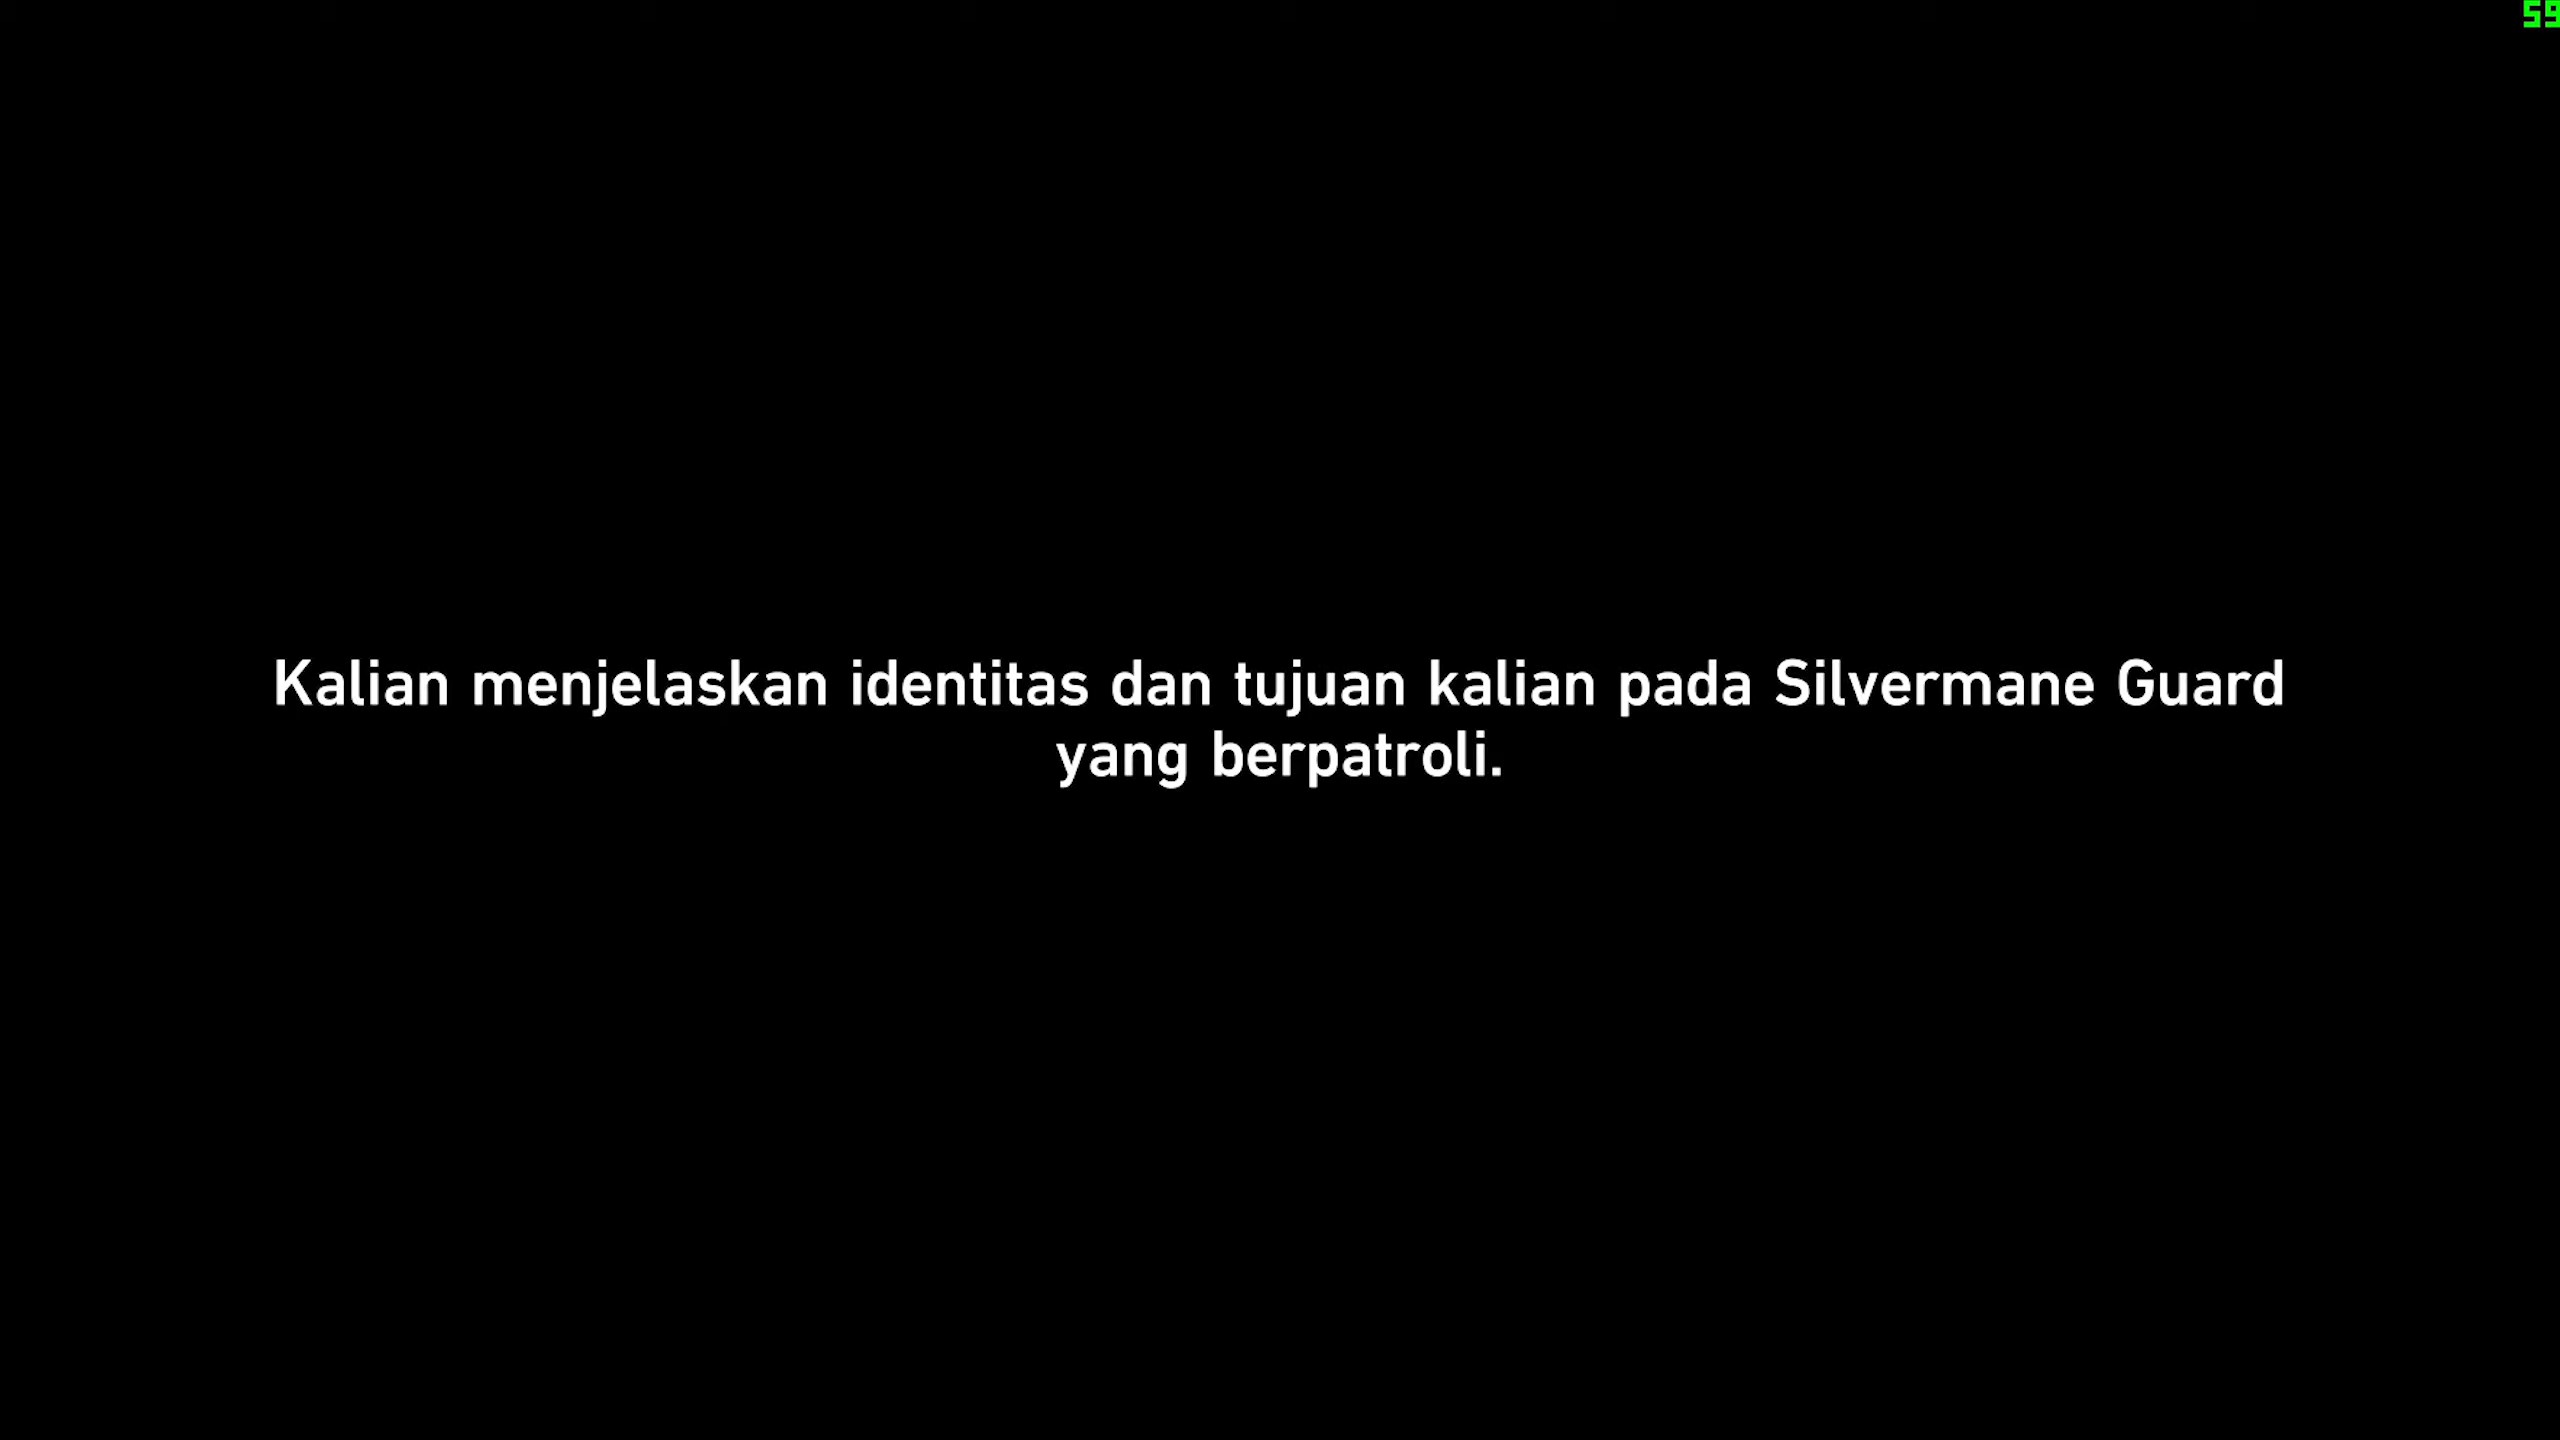 59
Kalian menjelaskan identitas dan tujuan kalian pada Silvermane Guard
yang berpatroli.